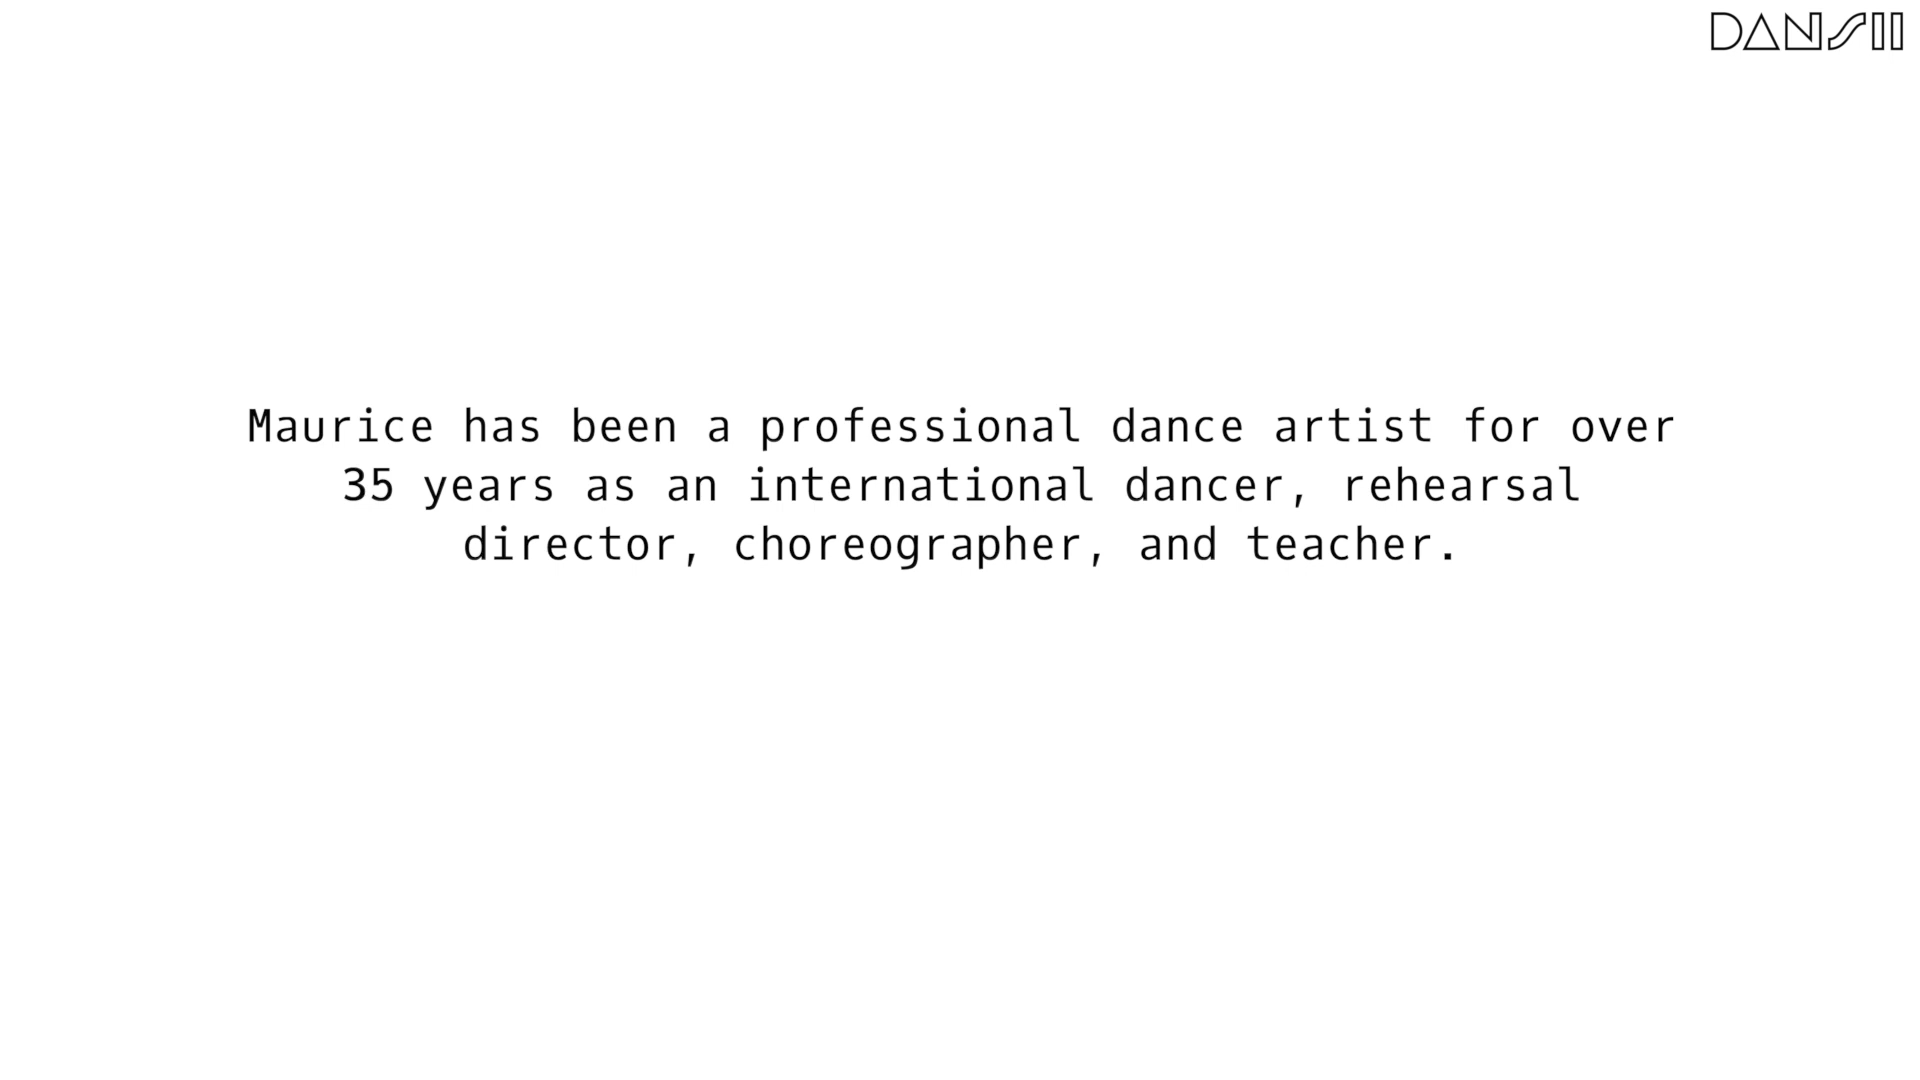 DANSII
Maurice has been a professional dance artist for over
35 years as an international dancer, rehearsal
director, choreographer, and teacher.